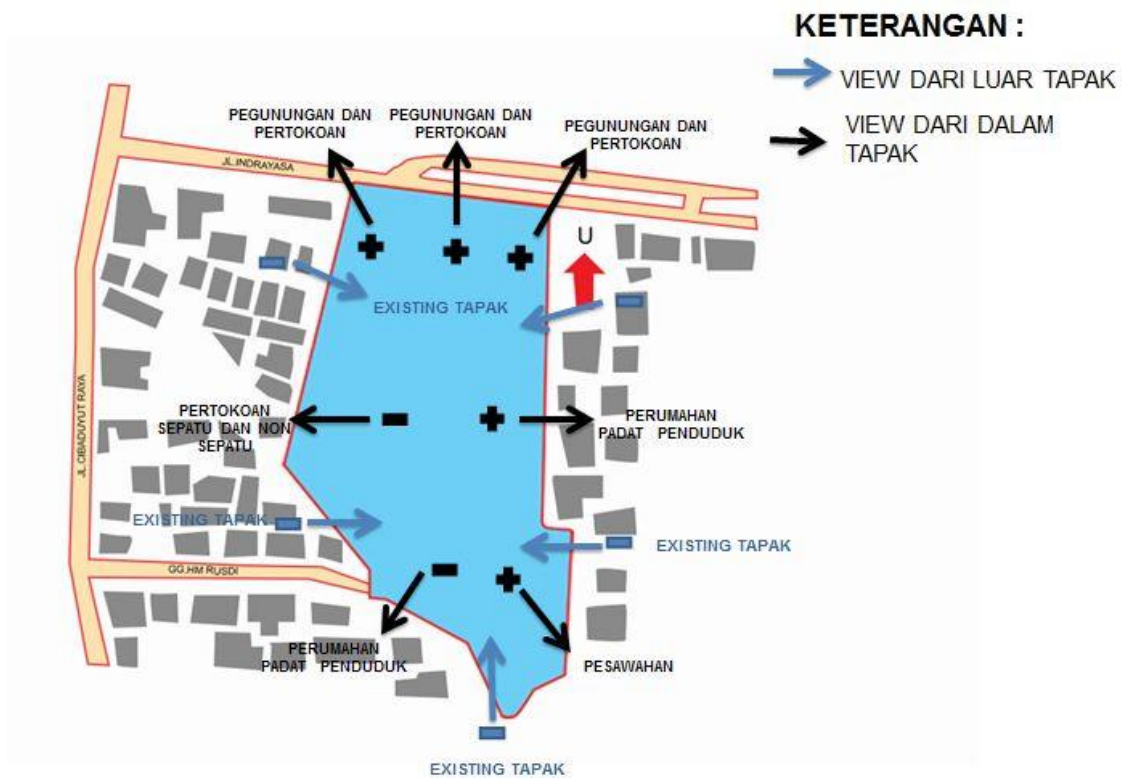 KETERANGAN :
VIEW DARI LUAR TAPAK
VIEW DARI DALAM
TAPAK
PEGUNUNGAN DAN
PERTOKOAN
PEGUNUNGAN DAN
PERTOKOAN
PEGUNUNGAN DAN
PERTOKOAN
JL.INDRAYASA
U
EXISTING TAPAK
JL.CIBADUYUT RAYA
PERTOKOAN
SEPATU DAN NON
SEPATU
PERUMAHAN
PADAT PENDUDUK
EXISTING TAPAK
EXISTING TAPAK
GG.HM RUSDI
PERUMAHAN
PADAT PENDUDUK
PESAWAHAN
EXISTING TAPAK